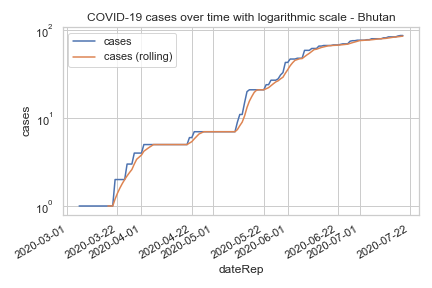 COVID-19 cases over time with logarithmic scale - Bhutan
cases
cases (rolling)
10²
10¹
10⁰
cases
2020-03-01
2020-03-22
2020-04-01
2020-04-22
2020-05-01
2020-05-22
2020-06-01
2020-06-22
2020-07-01
2020-07-22
dateRep